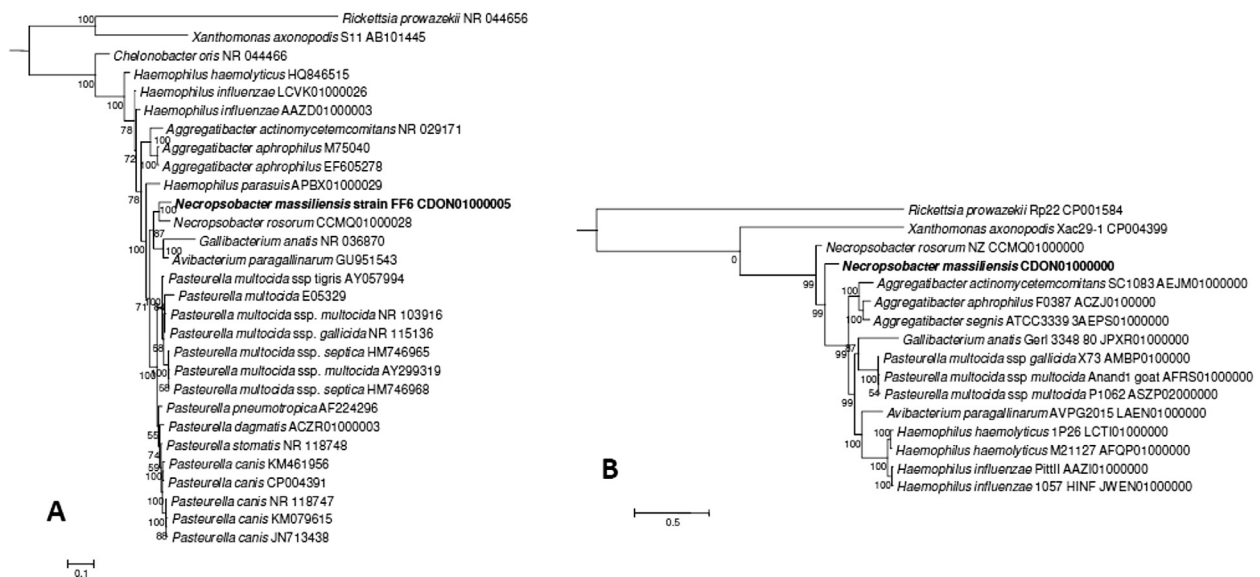 100
Rickettsia prowazekii NR 044656
Xanthomonas axonopodis S11 AB101445
Chelonobacter oris NR 044466
100
Haemophilus haemolyticus HQ846515
100
Haemophilus influenzae LCVK01000026
Haemophilus influenzae AAZD01000003
78
Aggregatibacter actinomycetemcomitans NR 029171
100
Aggregatibacter aphrophilus M75040
72
100
Aggregatibacter aphrophilus EF605278
Haemophilus parasuis APBX01000029
78
Necropsobacter massiliensis strain FF6 CDON01000005
100
Necropsobacter rosorum CCMQ01000028
87
Gallibacterium anatis NR 036870
100
100
Avibacterium paragallinarum GU951543
Pasteurella multocida ssp tigris AY057994
Pasteurella multocida E05329
71
100
Pasteurella multocida ssp. multocida NR 103916
Pasteurella multocida ssp. gallicida NR 115136
58
Pasteurella multocida ssp. septica HM746965
100
100
Pasteurella multocida ssp. multocida AY299319
58
Pasteurella multocida ssp. septica HM746968
Pasteurella pneumotropica AF224296
Pasteurella dagmatis ACZR01000003
55
Pasteurella stomatis NR 118748
74
Pasteurella canis KM461956
59
100
Pasteurella canis CP004391
100
Pasteurella canis NR 118747
100
Pasteurella canis KM079615
88
Pasteurella canis JN713438
A
0.1
Rickettsia prowazekii Rp22 CP001584
Xanthomonas axonopodis Xac29-1 CP004399
Necropsobacter rosorum NZ CCMQ01000000
0
Necropsobacter massiliensis CDON01000000
99
Aggregatibacter actinomycetemcomitans SC1083 AEJM01000000
100
Aggregatibacter aphrophilus F0387 ACZJ0100000
99
100
Aggregatibacter segnis ATCC3339 3AEPS01000000
Gallibacterium anatis Gerl 3348 80 JPXR01000000
99
97
Pasteurella multocida ssp gallicida X73 AMBP0100000
100
Pasteurella multocida ssp multocida Anand1 goat AFRS01000000
54
Pasteurella multocida ssp multocida P1062 ASZP02000000
99
Avibacterium paragallinarum AVPG2015 LAEN01000000
100
Haemophilus haemolyticus 1P26 LCTI01000000
100
Haemophilus haemolyticus M21127 AFQP01000000
100
Haemophilus influenzae PittII AAZI01000000
100
Haemophilus influenzae 1057 HINF JWEN01000000
B
0.5